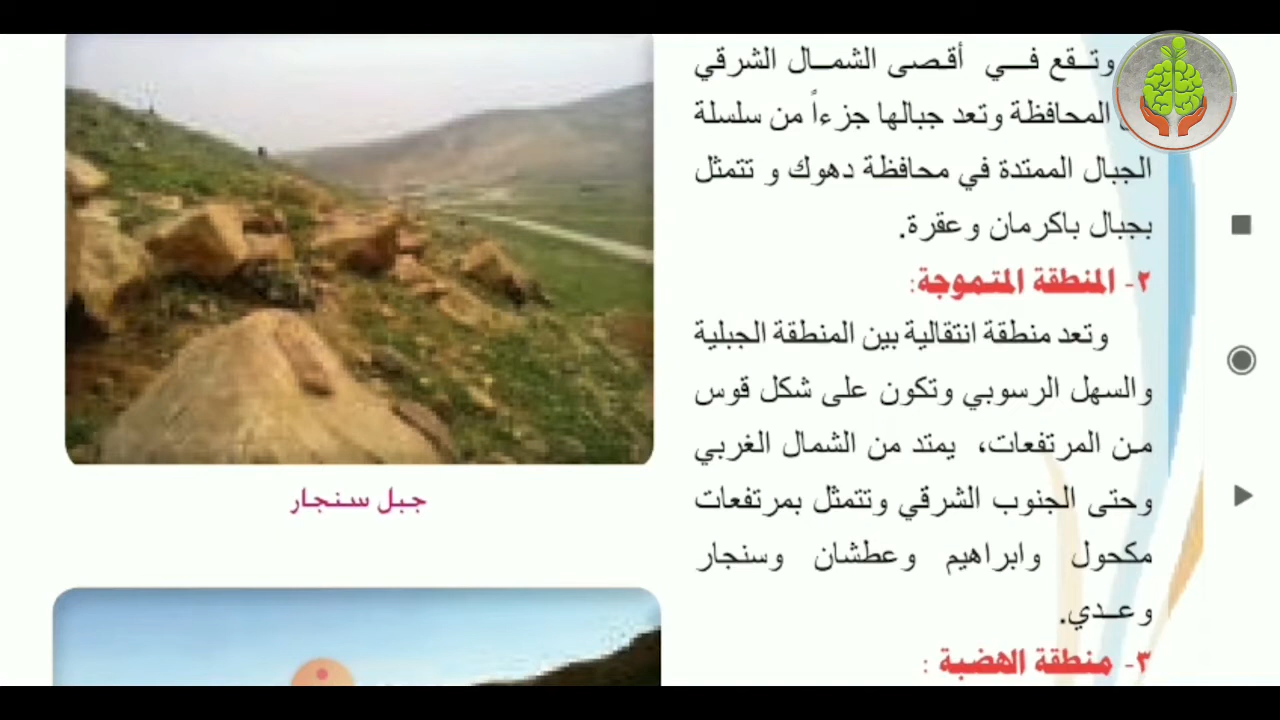 وتقع في أقصى الشمال الشرقي
المحافظة وتعد جبالها جزءاً من سلسلة
الجبال الممتدة في محافظة دهوك و تتمثل
بجبال باكرمان وعقرة.
٢- المنطقة المتموجة:
وتعد منطقة انتقالية بين المنطقة الجبلية
والسهل الرسوبي وتكون على شكل قوس
من المرتفعات، يمتد من الشمال الغربي
وحتى الجنوب الشرقي وتتمثل بمرتفعات
مكحول وابراهيم وعطشان وسنجار
وعدي.
٣- منطقة الهضبة :
جبل سنجار